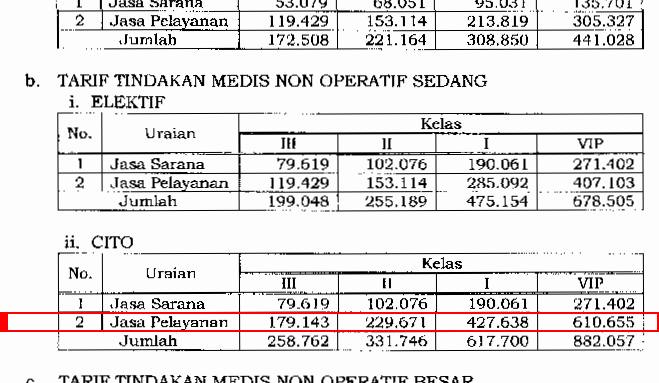 1 Jasa Sarana 53.079 68.051 95.031 135.701
2 Jasa Pelayanan 119.429 153.114 213.819 305.327
Jumlah 172.508 221.164 308.850 441.028
b. TARIF TINDAKAN MEDIS NON OPERATIF SEDANG
i. ELEKTIF
No. Uraian Kelas
III II I VIP
1 Jasa Sarana 79.619 102.076 190.061 271.402
2 Jasa Pelayanan 119.429 153.114 285.092 407.103
Jumlah 199.048 255.189 475.154 678.505
ii. CITO
No. Uraian Kelas
III II I VIP
1 Jasa Sarana 79.619 102.076 190.061 271.402
2 Jasa Pelayanan 179.143 229.671 427.638 610.655
Jumlah 258.762 331.746 617.700 882.057
c. TARIF TINDAKAN MEDIS NON OPERATIF BESAR